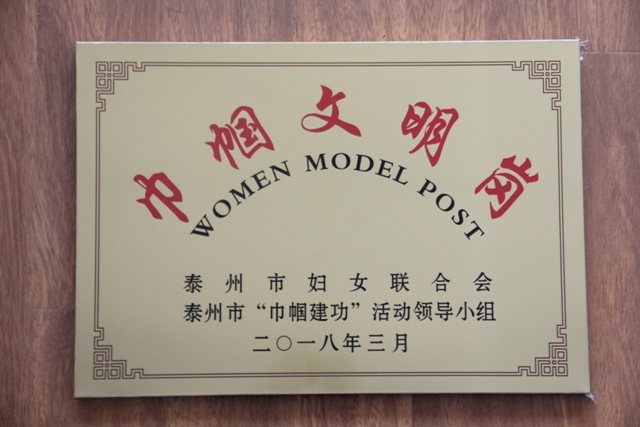 巾帼文明岗
WOMEN MODEL POST
泰州市妇女联合会
泰州市“巾帼建功”活动领导小组
二〇一八年三月